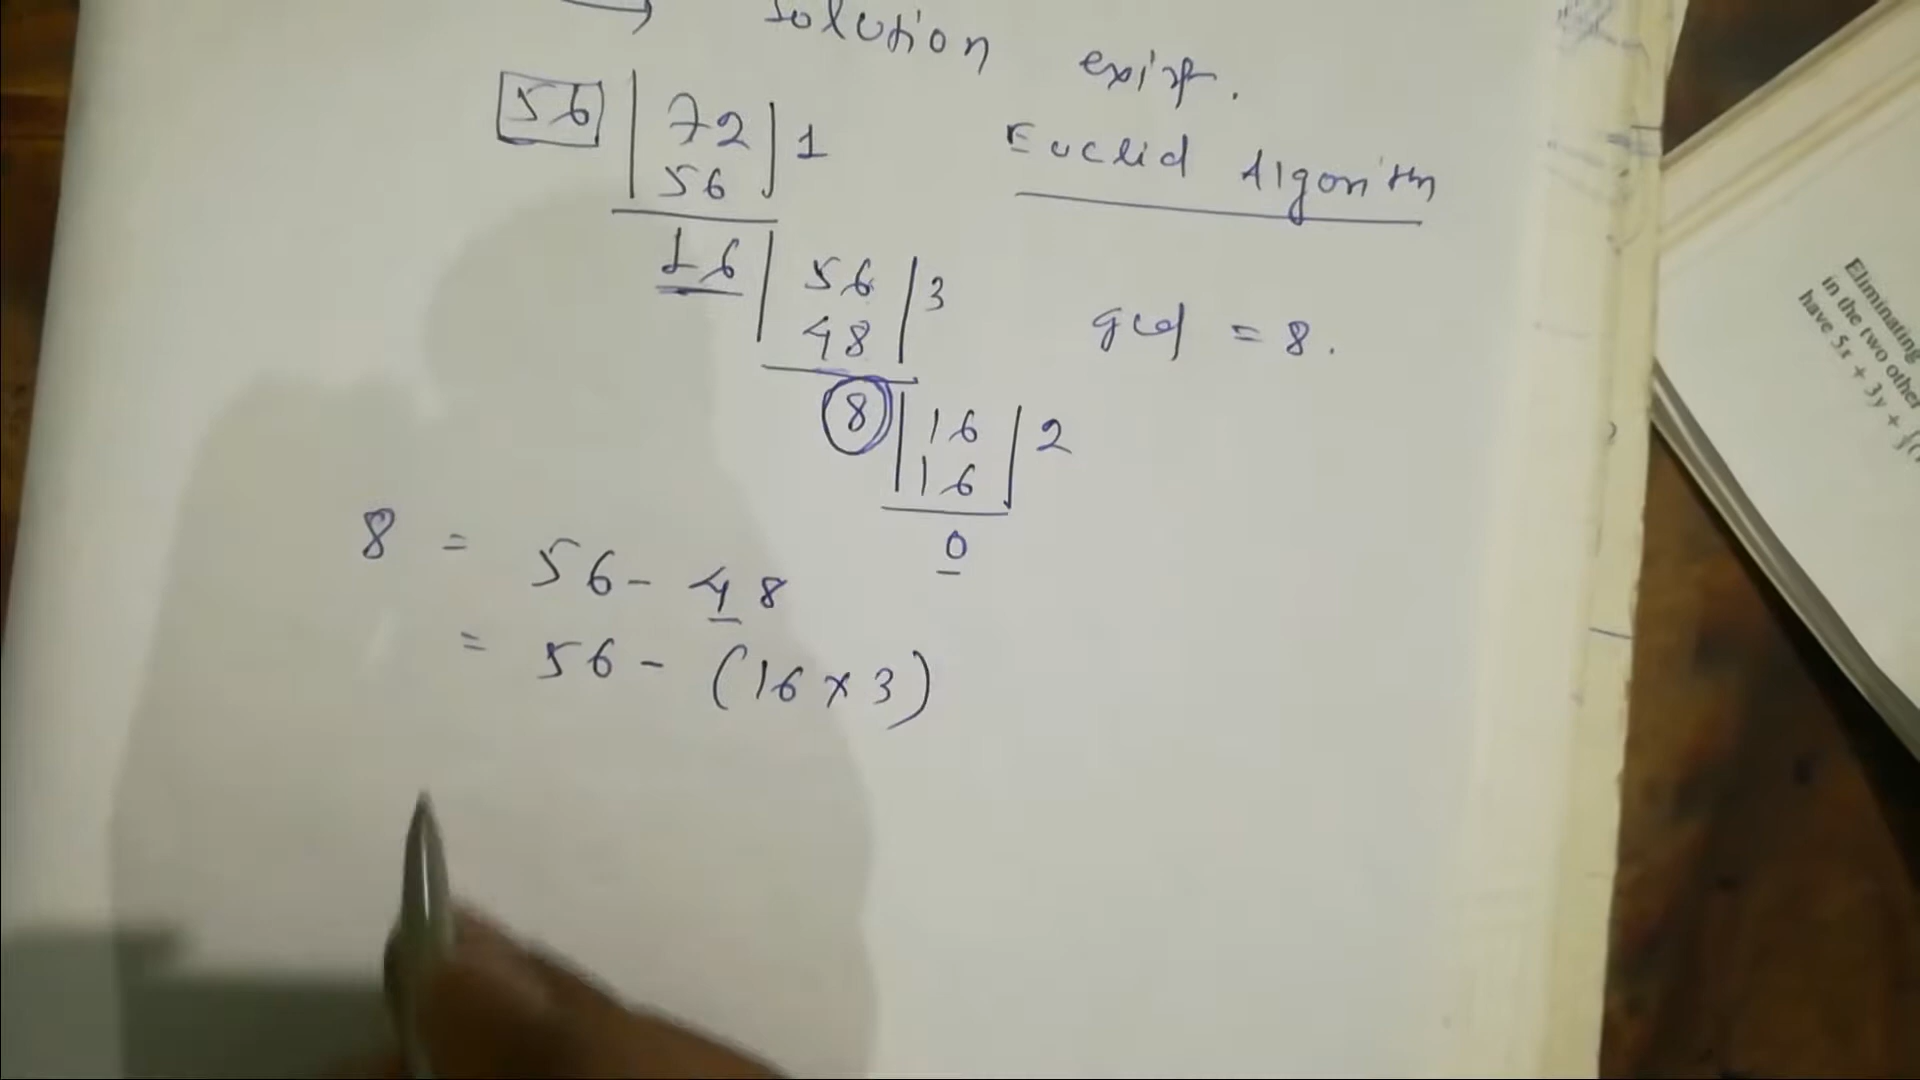 solution exist.
56 | 72 | 1
56
Euclid Algorithm
16 | 56 | 3
48
gcd = 8.
8 | 16 | 2
16
0
8 = 56 - 48
= 56 - (16 × 3)
Eliminating
in the two other
have 5x + 3y +